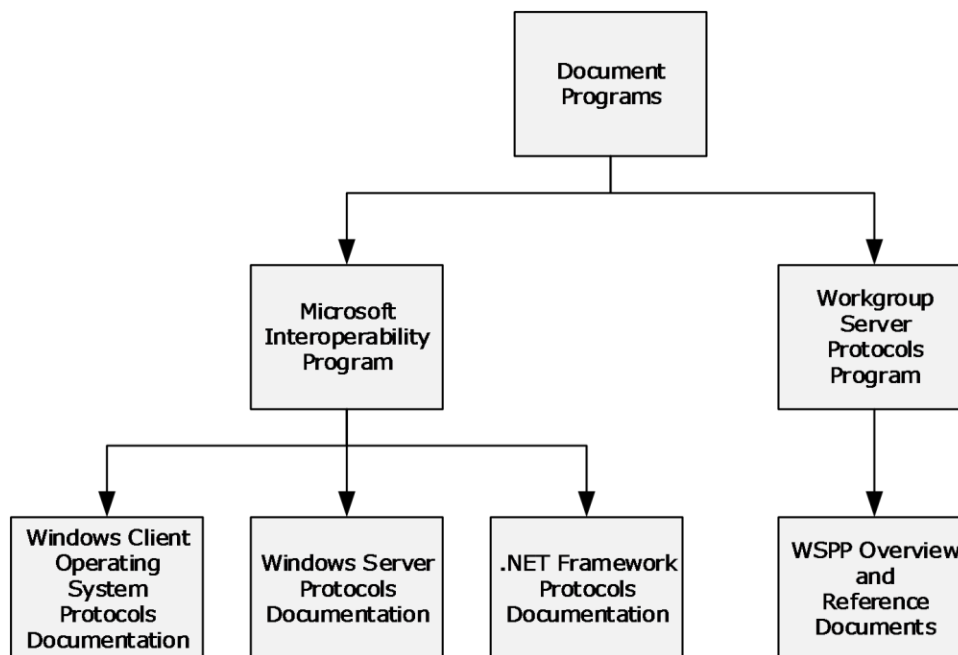 Document
Programs
Microsoft
Interoperability
Program
Workgroup
Server
Protocols
Program
Windows Client
Operating
System
Protocols
Documentation
Windows Server
Protocols
Documentation
.NET Framework
Protocols
Documentation
WSPP Overview
and
Reference
Documents